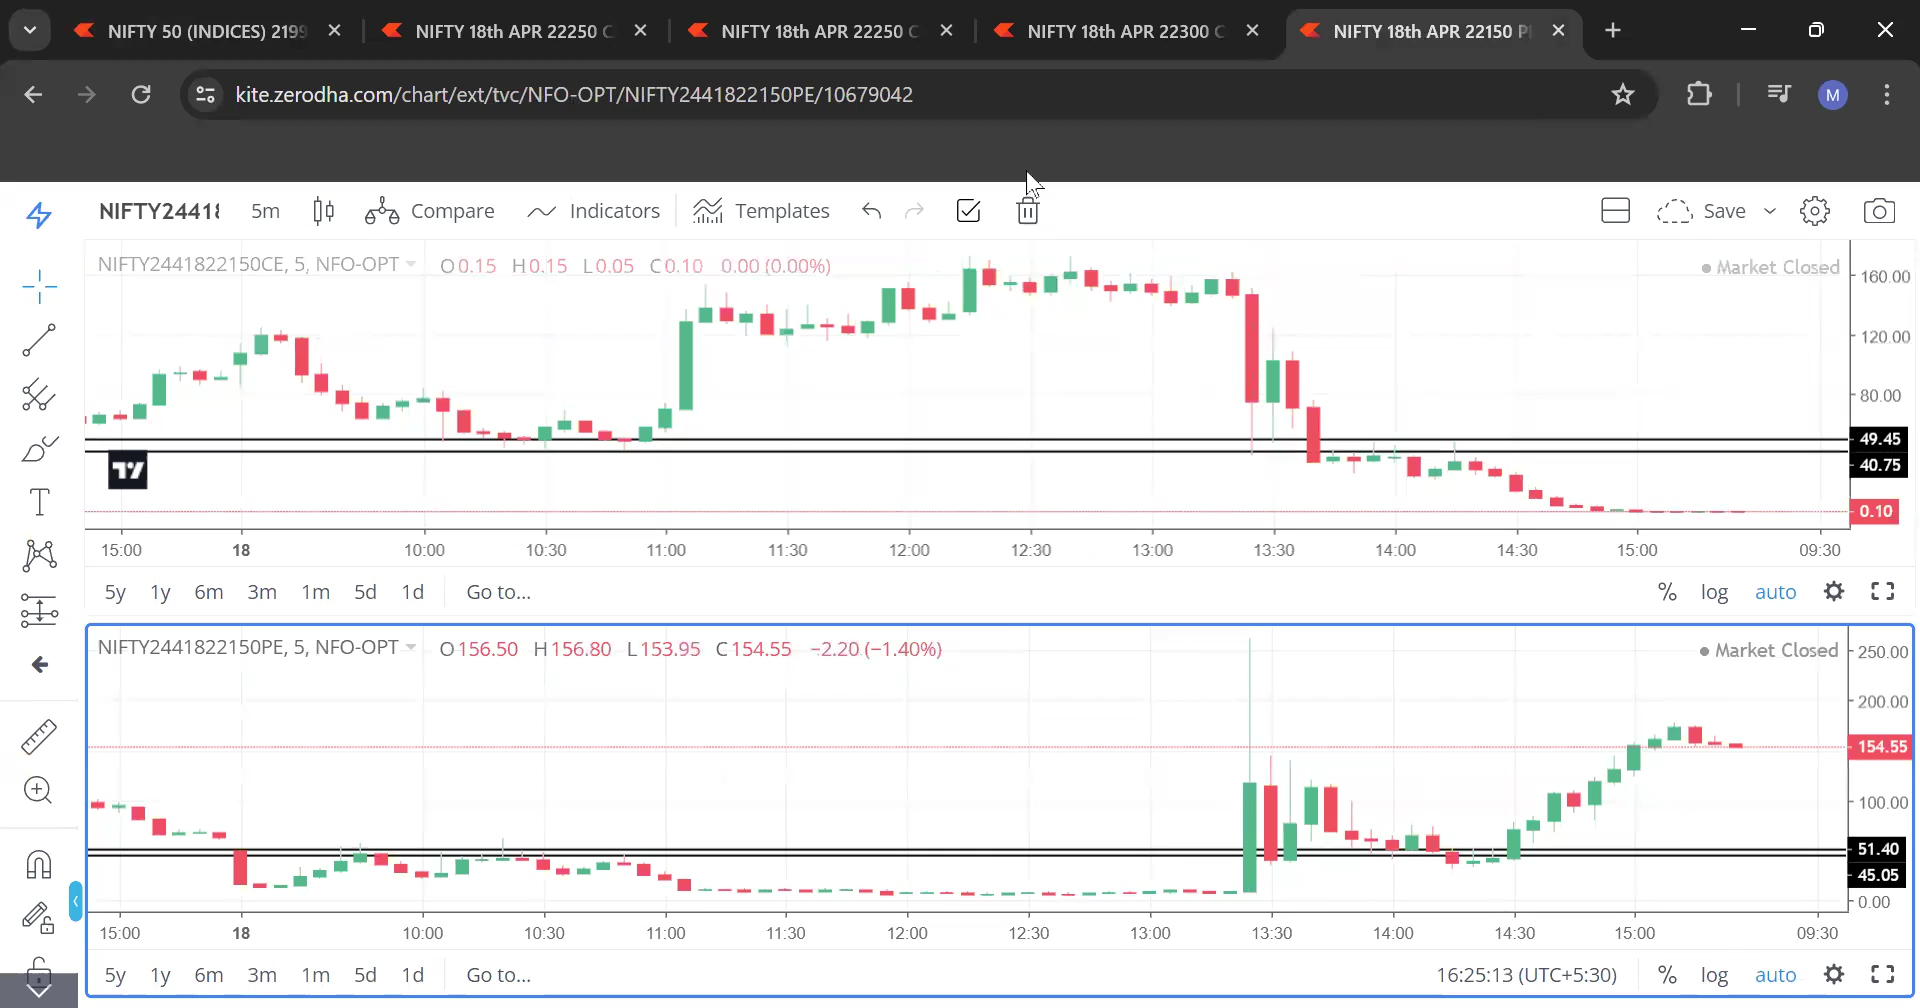 NIFTY 50 (INDICES) 2199
NIFTY 18th APR 22250 C
NIFTY 18th APR 22250 C
NIFTY 18th APR 22300 C
NIFTY 18th APR 22150 P
kite.zerodha.com/chart/ext/tvc/NFO-OPT/NIFTY2441822150PE/10679042
M
NIFTY2441 5m Compare Indicators Templates Save
NIFTY2441822150CE, 5, NFO-OPT O0.15 H0.15 L0.05 C0.10 0.00 (0.00%) Market Closed
160.00
120.00
80.00
49.45
40.75
0.10
15:00 18 10:00 10:30 11:00 11:30 12:00 12:30 13:00 13:30 14:00 14:30 15:00 09:30
5y 1y 6m 3m 1m 5d 1d Go to... % log auto
NIFTY2441822150PE, 5, NFO-OPT O156.50 H156.80 L153.95 C154.55 −2.20 (−1.40%) Market Closed
250.00
200.00
154.55
100.00
51.40
45.05
0.00
15:00 18 10:00 10:30 11:00 11:30 12:00 12:30 13:00 13:30 14:00 14:30 15:00 09:30
5y 1y 6m 3m 1m 5d 1d Go to... 16:25:13 (UTC+5:30) % log auto